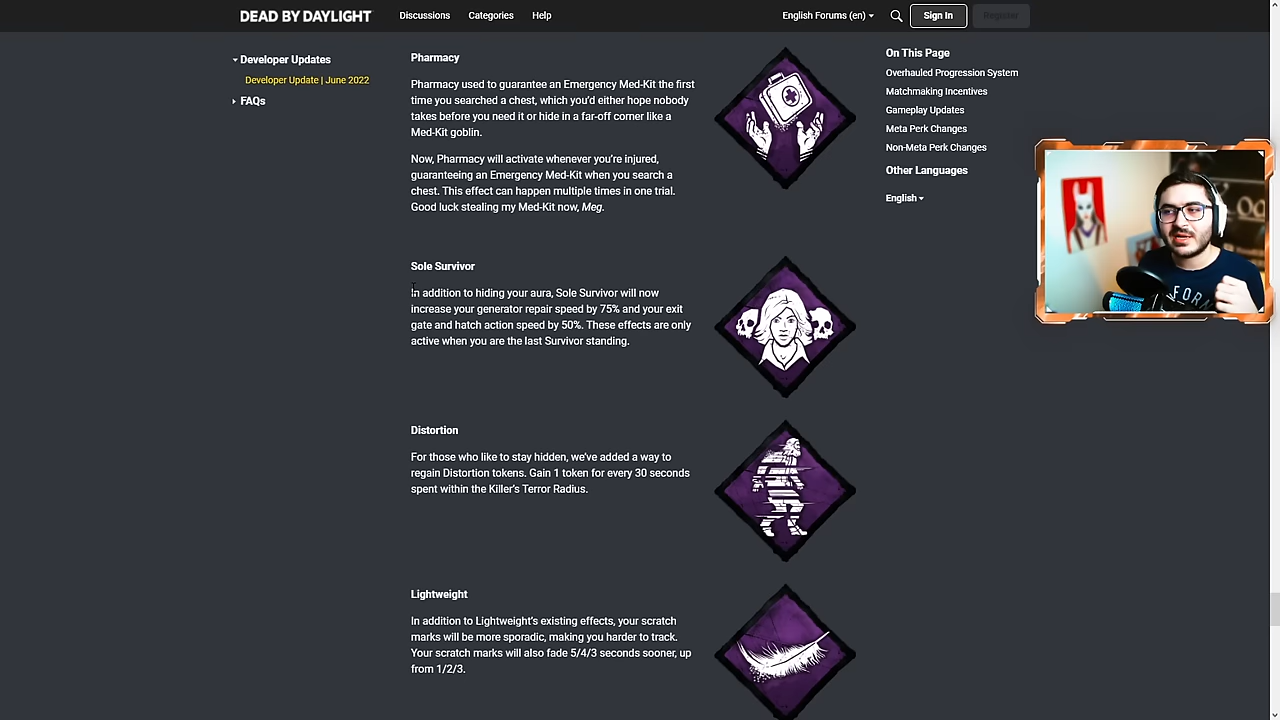 DEAD BY DAYLIGHT
Discussions
Categories
Help
English Forums (en)
Sign In
Register
Developer Updates
Developer Update | June 2022
FAQs
Pharmacy
Pharmacy used to guarantee an Emergency Med-Kit the first
time you searched a chest, which you'd either hope nobody
takes before you need it or hide in a far-off corner like a
Med-Kit goblin.
Now, Pharmacy will activate whenever you're injured,
guaranteeing an Emergency Med-Kit when you search a
chest. This effect can happen multiple times in one trial.
Good luck stealing my Med-Kit now, Meg.
Sole Survivor
In addition to hiding your aura, Sole Survivor will now
increase your generator repair speed by 75% and your exit
gate and hatch action speed by 50%. These effects are only
active when you are the last Survivor standing.
Distortion
For those who like to stay hidden, we've added a way to
regain Distortion tokens. Gain 1 token for every 30 seconds
spent within the Killer's Terror Radius.
Lightweight
In addition to Lightweight's existing effects, your scratch
marks will be more sporadic, making you harder to track.
Your scratch marks will also fade 5/4/3 seconds sooner, up
from 1/2/3.
On This Page
Overhauled Progression System
Matchmaking Incentives
Gameplay Updates
Meta Perk Changes
Non-Meta Perk Changes
Other Languages
English